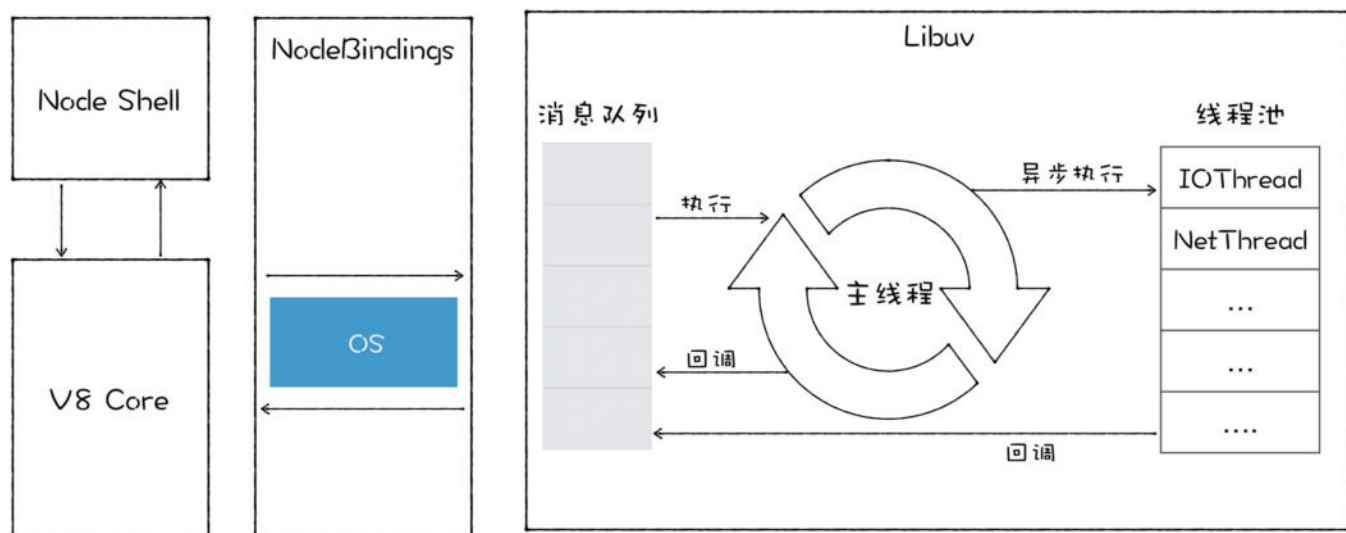 Node Shell
V8 Core
NodeBindings
OS
Libuv
消息队列
执行
回调
主线程
异步执行
回调
线程池
IOThread
NetThread
...
...
....